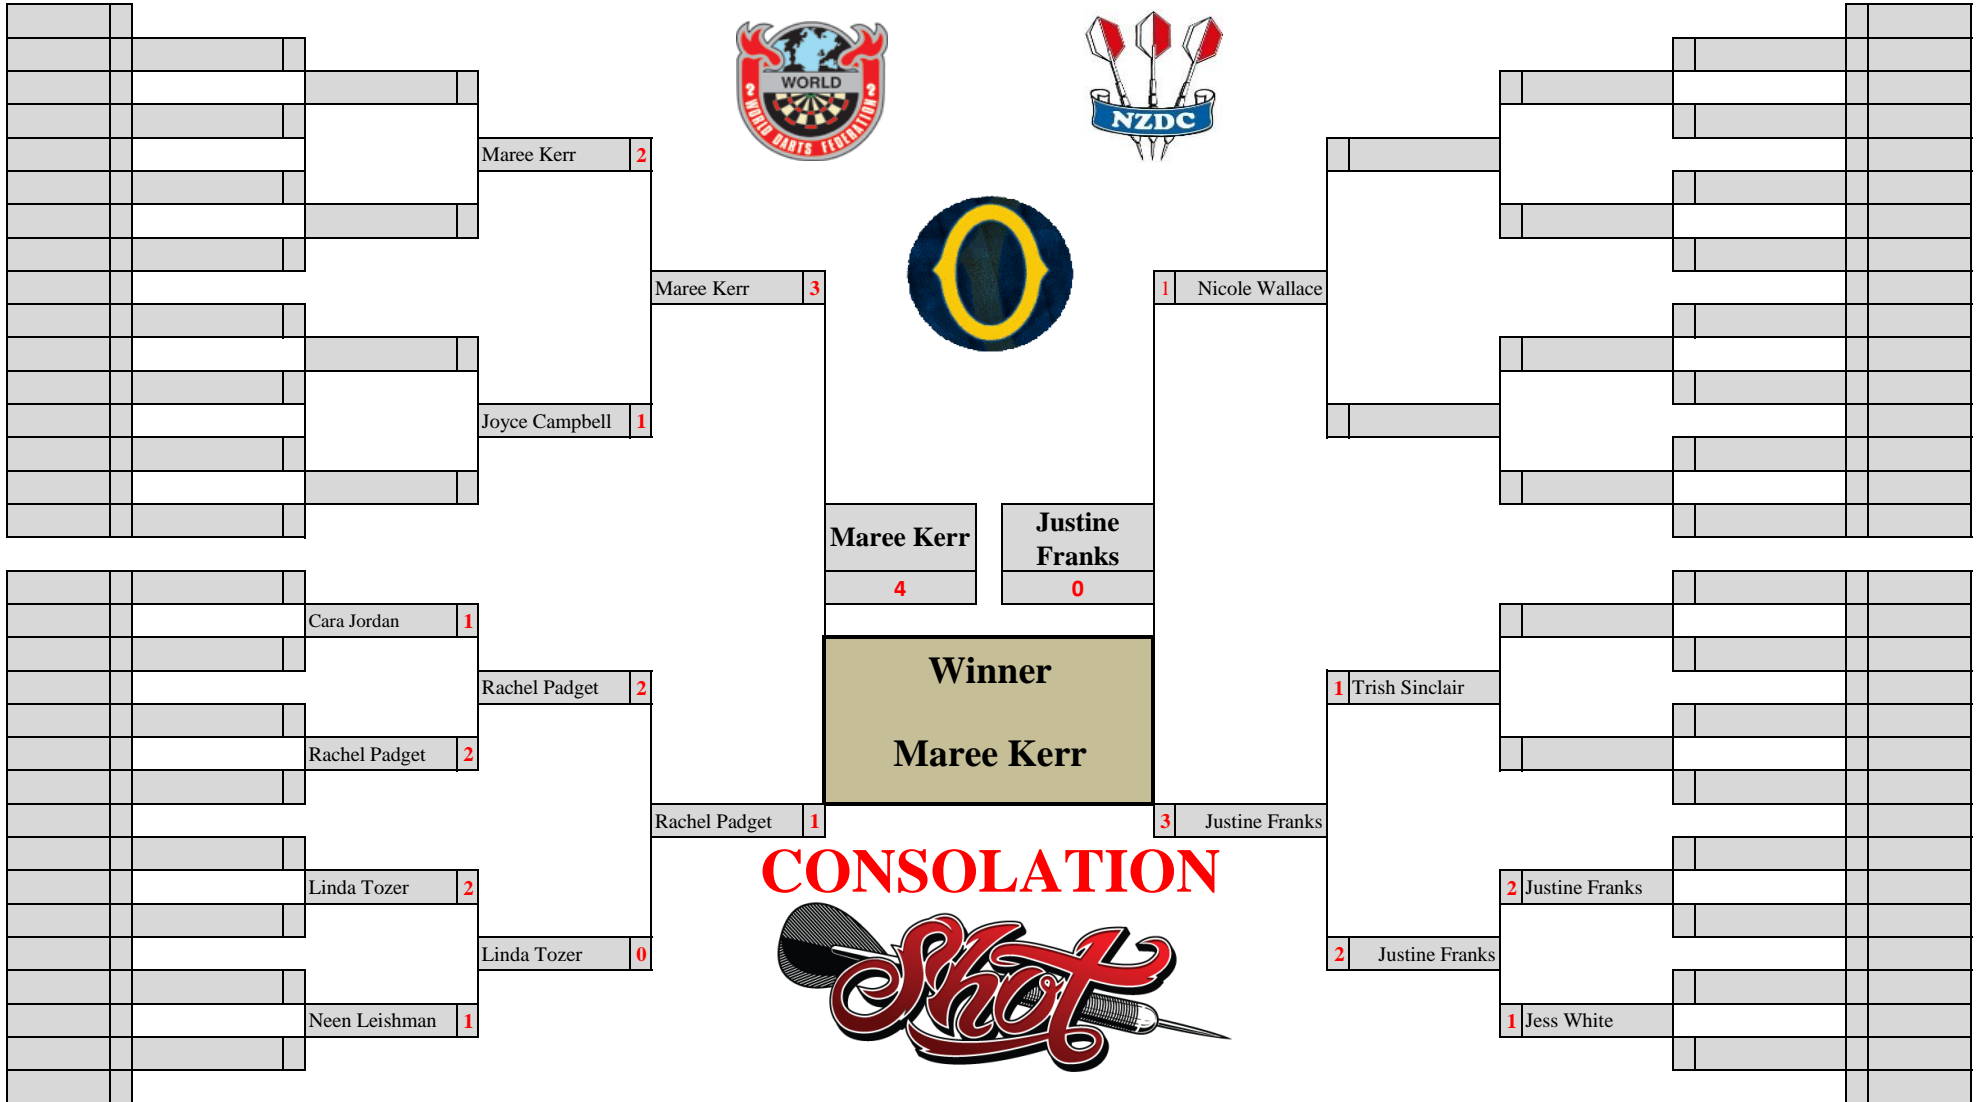 WORLD
2 WORLD DARTS FEDERATION 2
NZDC
Maree Kerr 2
Maree Kerr 3
1 Nicole Wallace
Joyce Campbell 1
Maree Kerr
4
Justine
Franks
0
Cara Jordan 1
Rachel Padget 2
Rachel Padget 2
Rachel Padget 1
Linda Tozer 2
Linda Tozer 0
Neen Leishman 1
Winner
Maree Kerr
1 Trish Sinclair
3 Justine Franks
2 Justine Franks
2 Justine Franks
1 Jess White
CONSOLATION
Shot
O